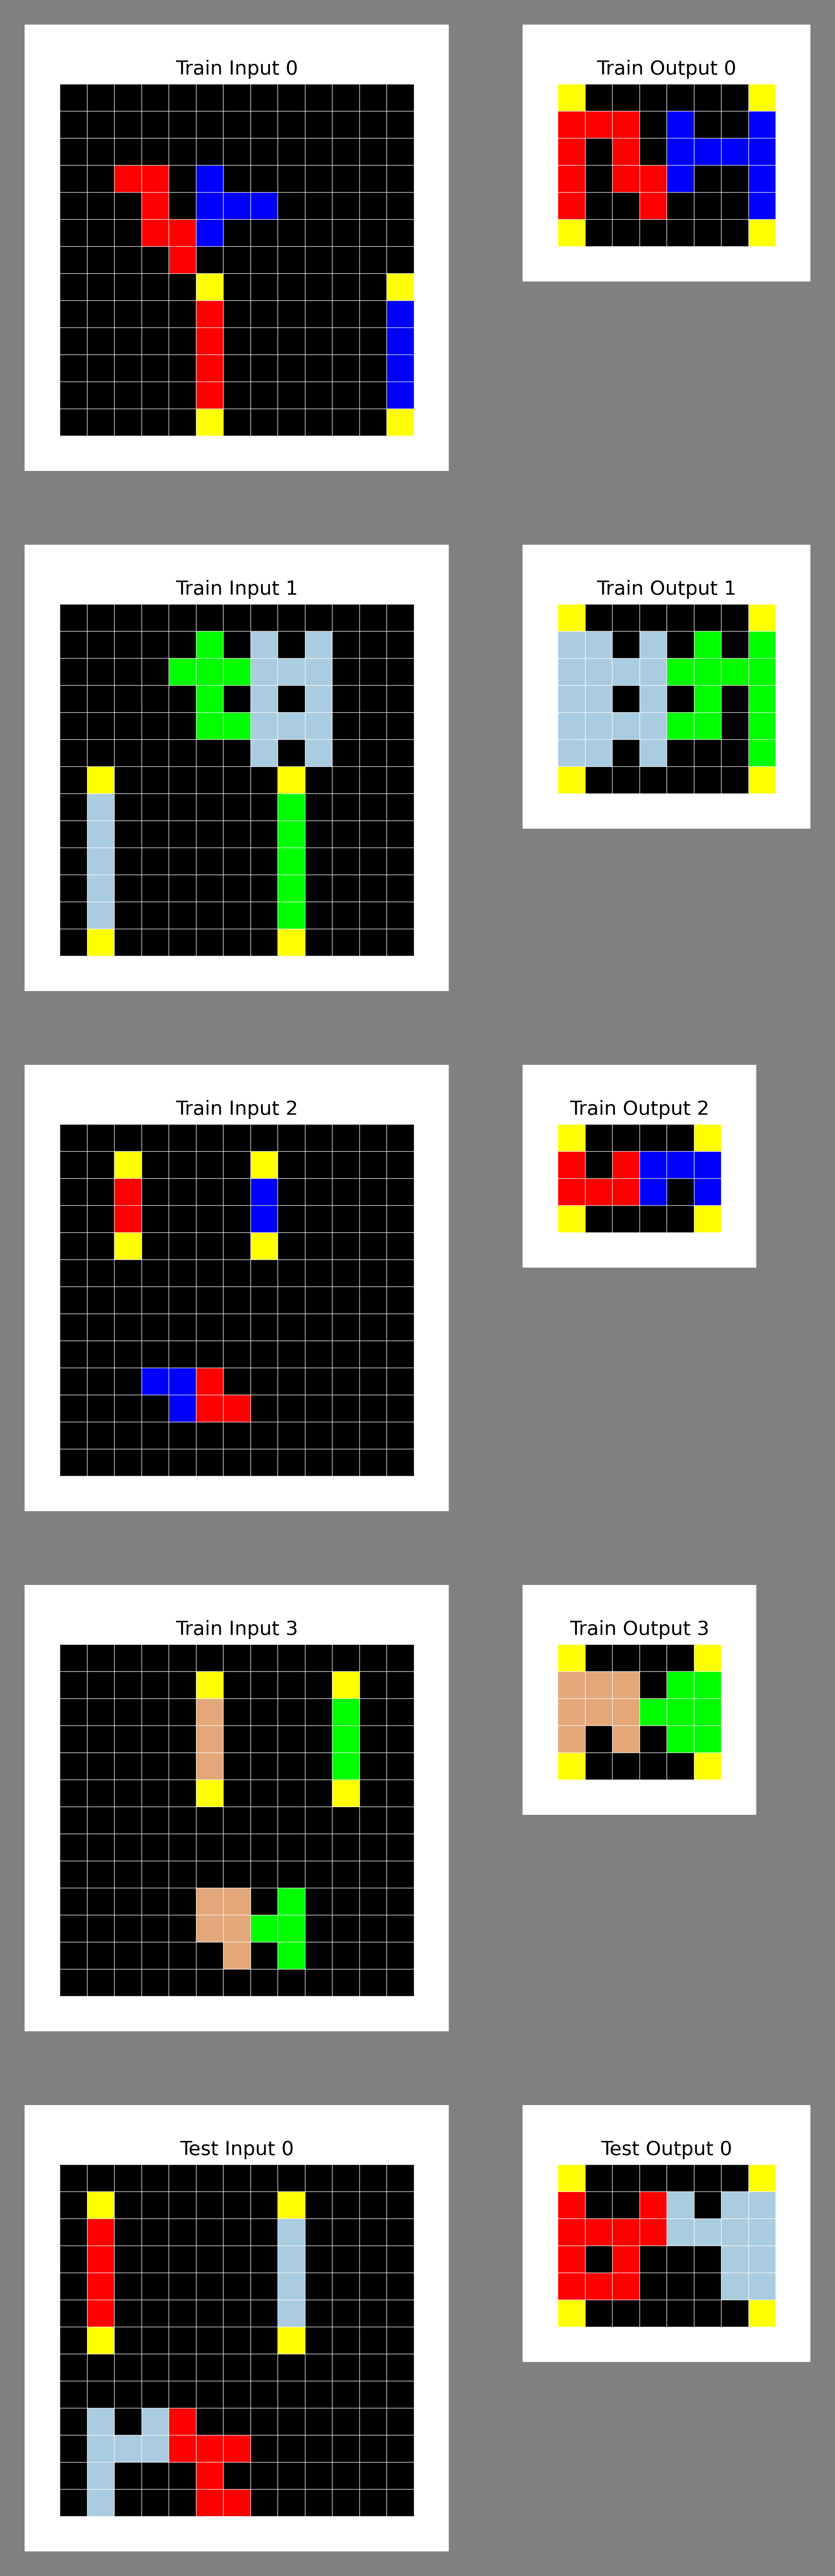 Train Input 0
Train Output 0
Train Input 1
Train Output 1
Train Input 2
Train Output 2
Train Input 3
Train Output 3
Test Input 0
Test Output 0